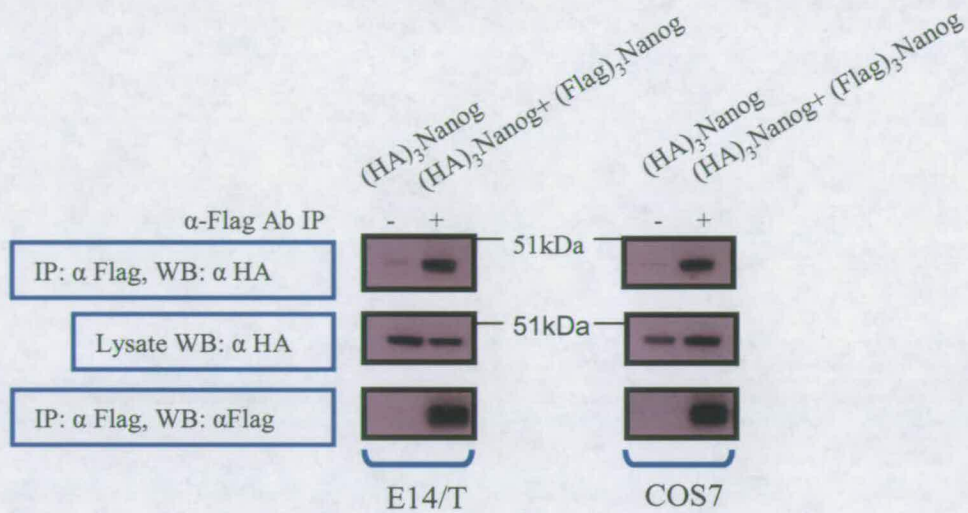 (HA)₃Nanog
(HA)₃Nanog+ (Flag)₃Nanog
(HA)₃Nanog
(HA)₃Nanog+ (Flag)₃Nanog
α-Flag Ab IP - + - +
51kDa
IP: α Flag, WB: α HA
51kDa
Lysate WB: α HA
IP: α Flag, WB: αFlag
E14/T COS7